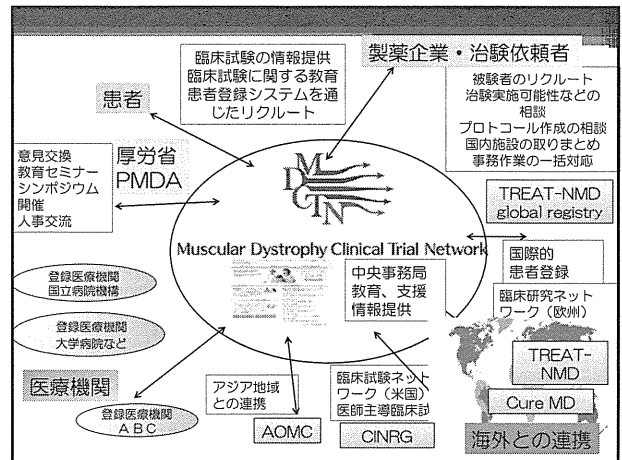 臨床試験の情報提供
臨床試験に関する教育
患者登録システムを通
じたリクルート
製薬企業・治験依頼者
被験者のリクルート
治験実施可能性などの
相談
プロトコール作成の相談
国内施設の取りまとめ
事務作業の一括対応
患者
意見交換
教育セミナー
シンポジウム
開催
人事交流
厚労省
PMDA
MDCTN
Muscular Dystrophy Clinical Trial Network
TREAT-NMD
global registry
国際的
患者登録
中央事務局
教育、支援
情報提供
登録医療機関
国立病院機構
登録医療機関
大学病院など
臨床研究ネット
ワーク（欧州）
TREAT-
NMD
Cure MD
海外との連携
医療機関
登録医療機関
ＡＢＣ
アジア地域
との連携
AOMC
臨床試験ネット
ワーク（米国）
医師主導臨床試
CINRG